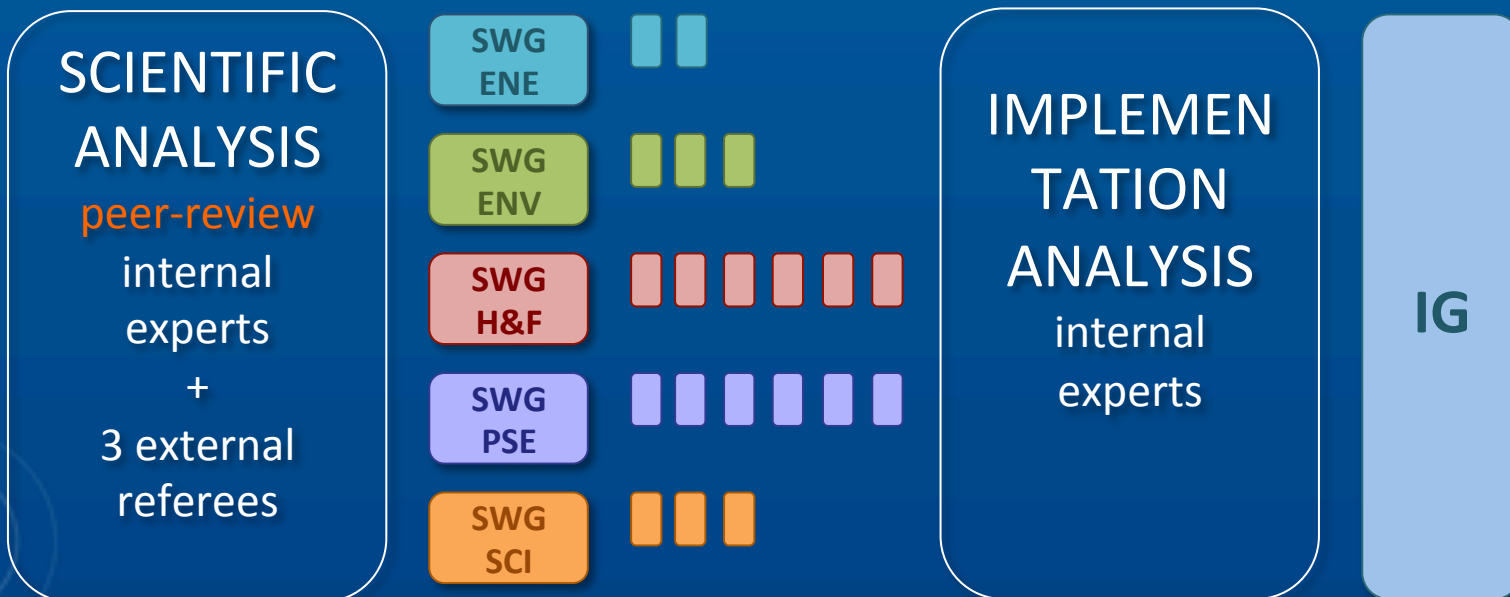 SCIENTIFIC
ANALYSIS
peer-review
internal
experts
+
3 external
referees
SWG
ENE
SWG
ENV
SWG
H&F
SWG
PSE
SWG
SCI
IMPLEMEN
TATION
ANALYSIS
internal
experts
IG